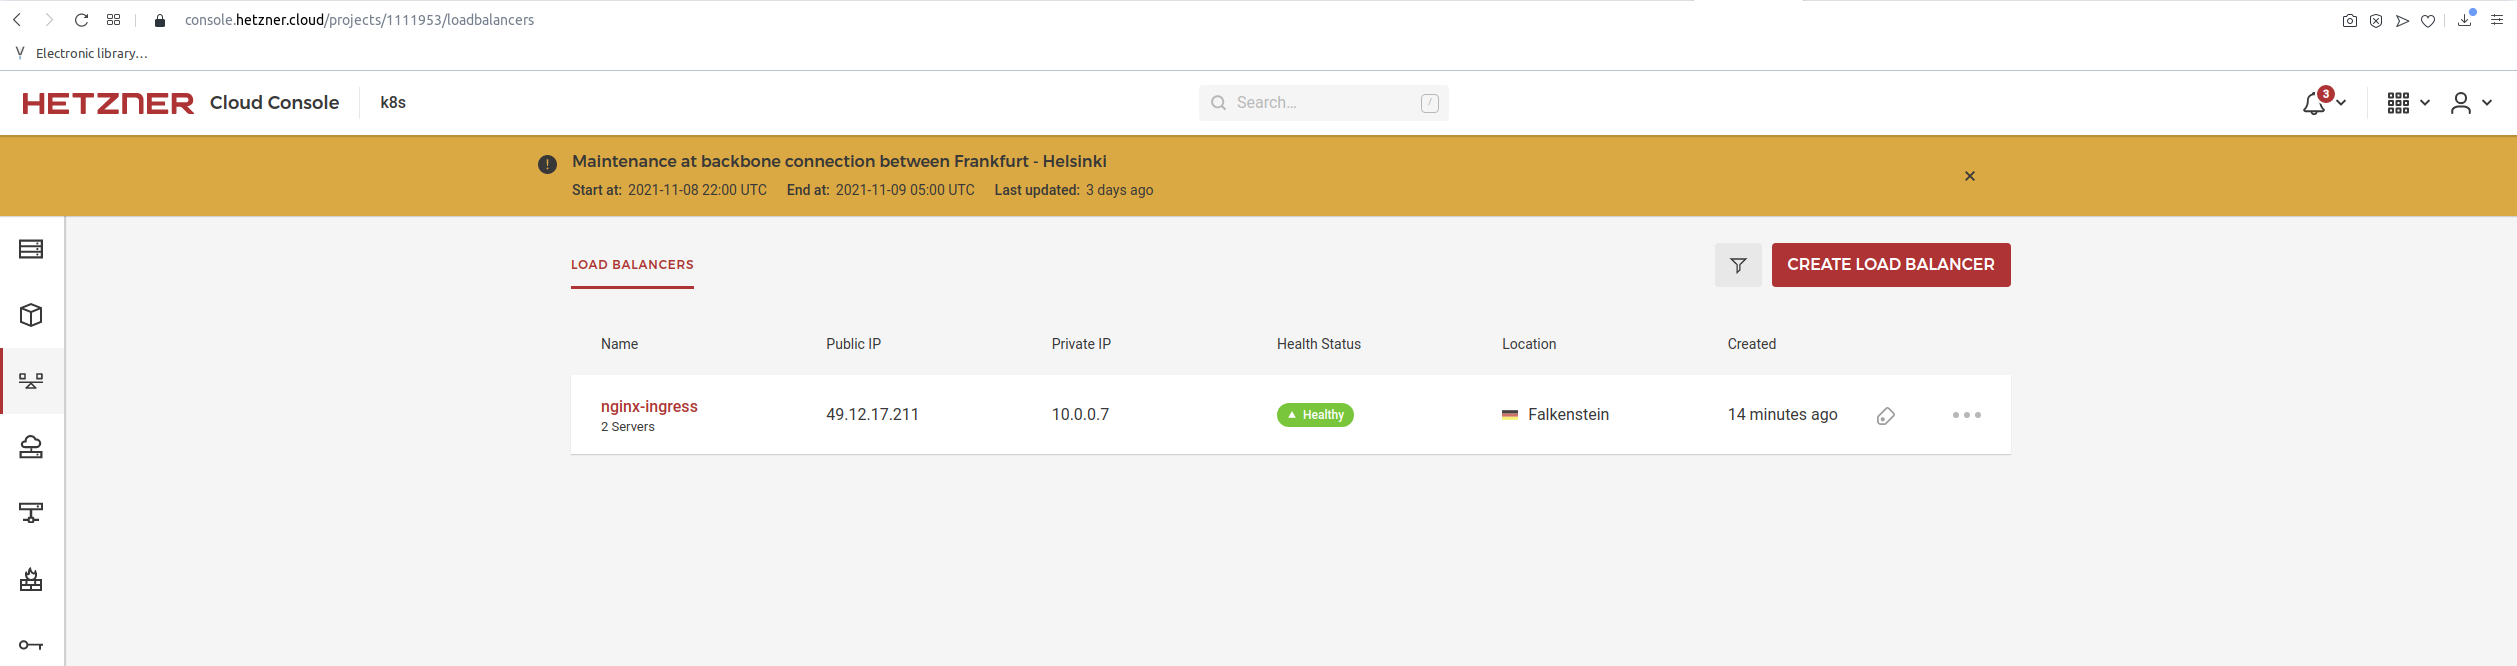 console.hetzner.cloud/projects/1111953/loadbalancers
Electronic library...
HETZNER Cloud Console k8s Search... / 3
Maintenance at backbone connection between Frankfurt - Helsinki
Start at: 2021-11-08 22:00 UTC End at: 2021-11-09 05:00 UTC Last updated: 3 days ago
LOAD BALANCERS CREATE LOAD BALANCER
Name Public IP Private IP Health Status Location Created
nginx-ingress 49.12.17.211 10.0.0.7 Healthy Falkenstein 14 minutes ago
2 Servers